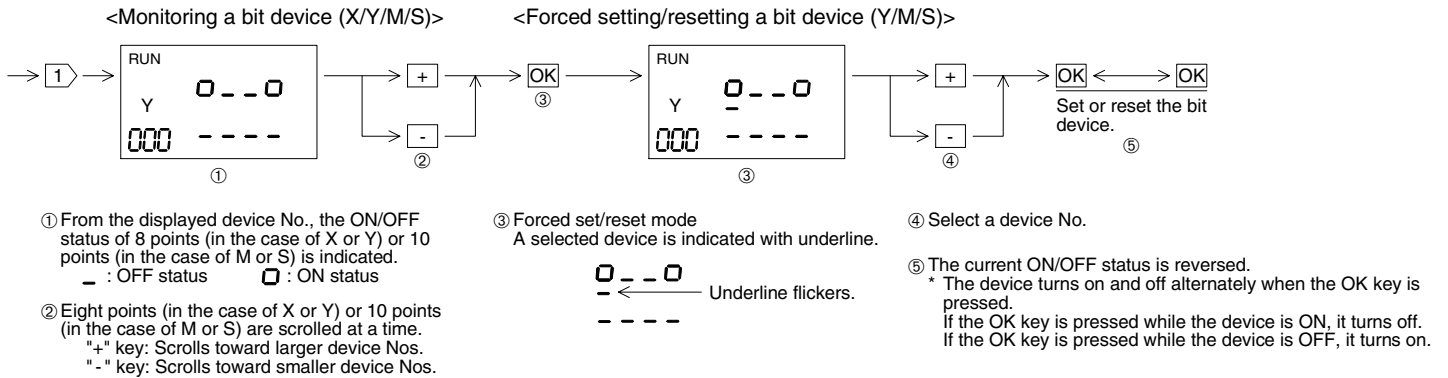 <Monitoring a bit device (X/Y/M/S)>
<Forced setting/resetting a bit device (Y/M/S)>
1
RUN
Y
000
①
+
-
②
OK
③
RUN
Y
000
③
+
-
④
OK
OK
Set or reset the bit
device.
⑤
① From the displayed device No., the ON/OFF
status of 8 points (in the case of X or Y) or 10
points (in the case of M or S) is indicated.
: OFF status : ON status
② Eight points (in the case of X or Y) or 10 points
(in the case of M or S) are scrolled at a time.
"+" key: Scrolls toward larger device Nos.
"-" key: Scrolls toward smaller device Nos.
③ Forced set/reset mode
A selected device is indicated with underline.
Underline flickers.
④ Select a device No.
⑤ The current ON/OFF status is reversed.
* The device turns on and off alternately when the OK key is
pressed.
If the OK key is pressed while the device is ON, it turns off.
If the OK key is pressed while the device is OFF, it turns on.